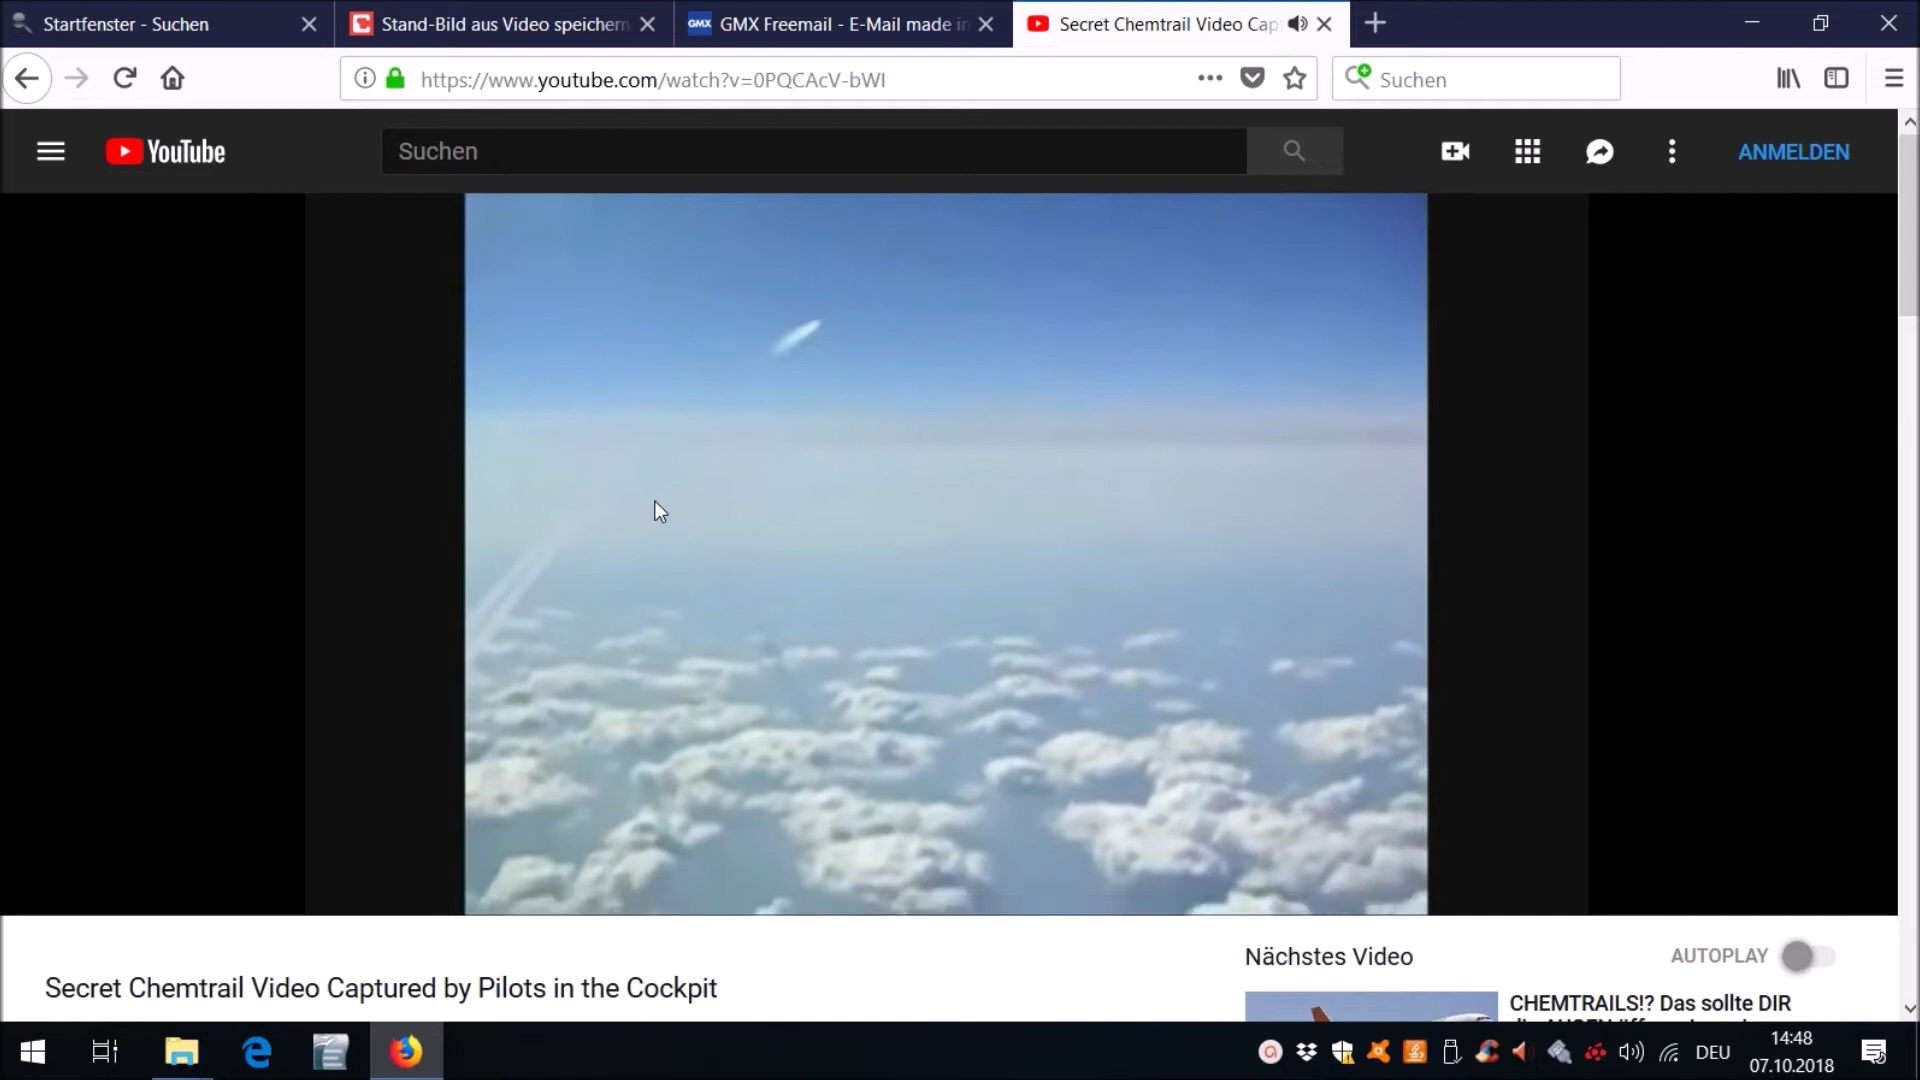 Startfenster - Suchen
Stand-Bild aus Video speichern
GMX
GMX Freemail - E-Mail made in
Secret Chemtrail Video Cap
https://www.youtube.com/watch?v=0PQCAcV-bWI
Suchen
YouTube
Suchen
ANMELDEN
Nächstes Video
AUTOPLAY
Secret Chemtrail Video Captured by Pilots in the Cockpit
CHEMTRAILS!? Das sollte DIR
DEU
14:48
07.10.2018